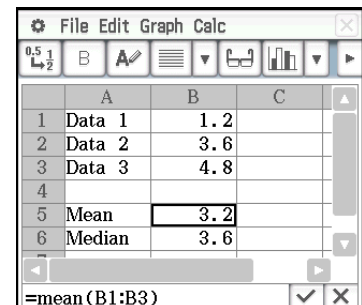 File Edit Graph Calc
0.5 1 2 B A
A B C
1 Data 1 1.2
2 Data 2 3.6
3 Data 3 4.8
4
5 Mean 3.2
6 Median 3.6
=mean(B1:B3)